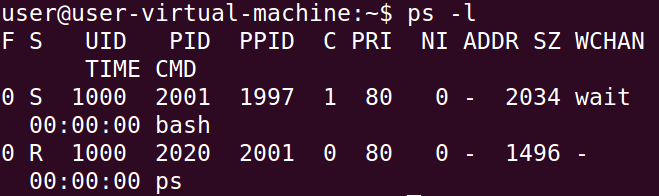 user@user-virtual-machine:~$ ps -l
F S   UID    PID   PPID  C PRI   NI ADDR SZ WCHAN
      TIME CMD
0 S  1000   2001   1997  1  80    0 -  2034 wait
  00:00:00 bash
0 R  1000   2020   2001  0  80    0 -  1496 -
  00:00:00 ps